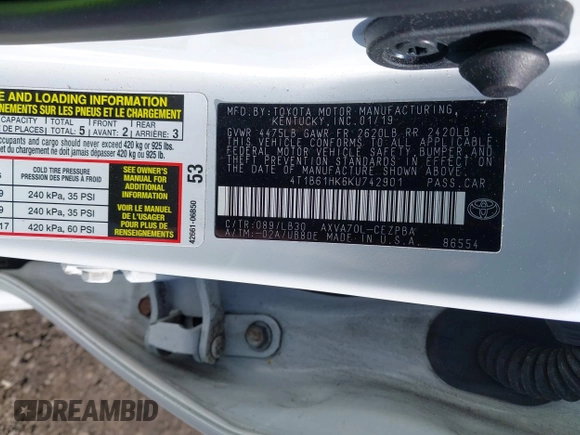 E AND LOADING INFORMATION
NEMENTS SUR LES PNEUS ET LE CHARGEMENT
CAPACITY TOTAL 5 FRONT 2 REAR 3
DE PLACES TOTAL AVANT ARRIÈRE
ccupants and cargo should never exceed 420 kg or 925 lbs.
et du chargement ne doit jamais dépasser 420 kg ou 925 lb.
COLD TIRE PRESSURE
PRESSION DES PNEUS À FROID
240 kPa, 35 PSI
240 kPa, 35 PSI
17 420 kPa, 60 PSI
SEE OWNER'S
MANUAL FOR
ADDITIONAL
INFORMATION
VOIR LE MANUEL
DE L'USAGER
POUR PLUS DE
RENSEIGNEMENTS
53
42661-06B50
MFD.BY:TOYOTA MOTOR MANUFACTURING,
KENTUCKY, INC. 01/19
GVWR 4475LB GAWR FR 2620LB RR 2420LB
THIS VEHICLE CONFORMS TO ALL APPLICABLE
FEDERAL MOTOR VEHICLE SAFETY, BUMPER, AND
THEFT PREVENTION STANDARDS IN EFFECT ON
THE DATE OF MANUFACTURE SHOWN ABOVE.
4T1B61HK6KU742901 PASS.CAR
C/TR:089/LB30 AXVA70L-CEZPBA
A/TM:-02A/UB80E MADE IN U.S.A. 86554
TOYOTA
DREAMBID